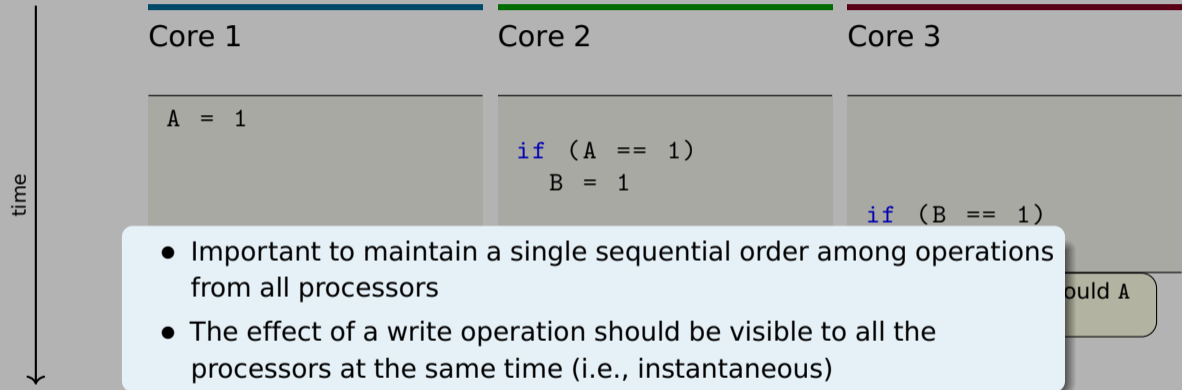 Core 1
Core 2
Core 3
A = 1
if (A == 1)
B = 1
if (B == 1)
time
ould A
• Important to maintain a single sequential order among operations
from all processors
• The effect of a write operation should be visible to all the
processors at the same time (i.e., instantaneous)